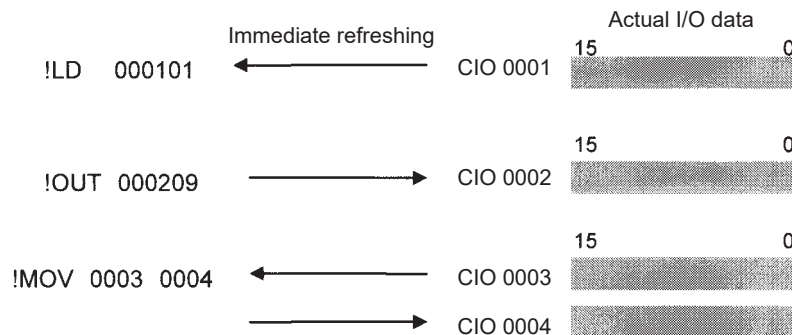 Actual I/O data
Immediate refreshing
15 0
!LD 000101 CIO 0001
15 0
!OUT 000209 CIO 0002
15 0
!MOV 0003 0004 CIO 0003
CIO 0004